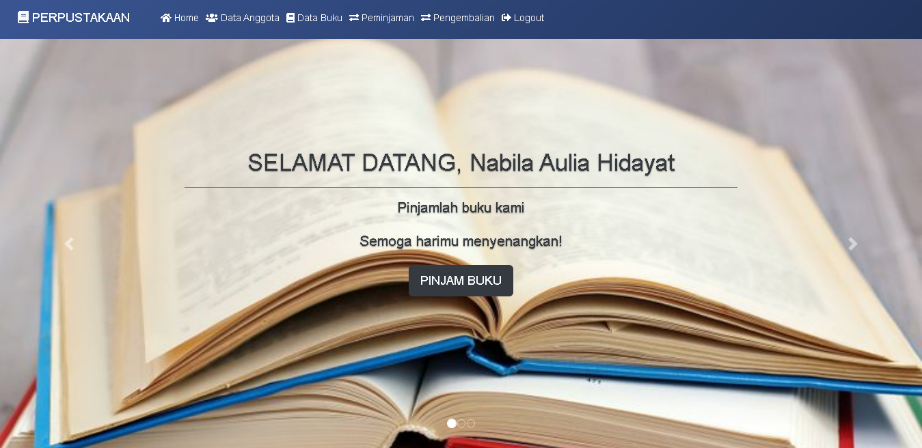 PERPUSTAKAAN Home Data Anggota Data Buku Peminjaman Pengembalian Logout
SELAMAT DATANG, Nabila Aulia Hidayat
Pinjamlah buku kami
Semoga harimu menyenangkan!
PINJAM BUKU